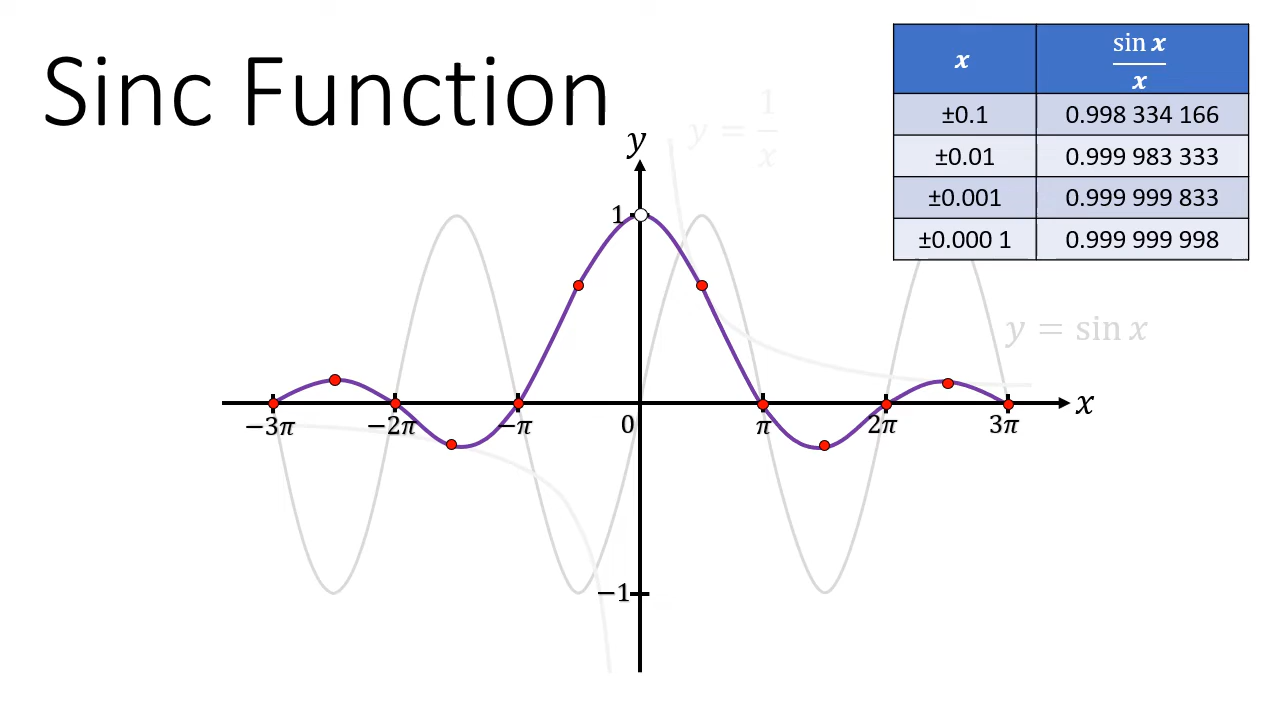 Sinc Function
x | sin x / x
±0.1 | 0.998 334 166
±0.01 | 0.999 983 333
±0.001 | 0.999 999 833
±0.000 1 | 0.999 999 998
y = 1/x
y
1
y = sin x
−3π −2π −π 0 π 2π 3π x
−1